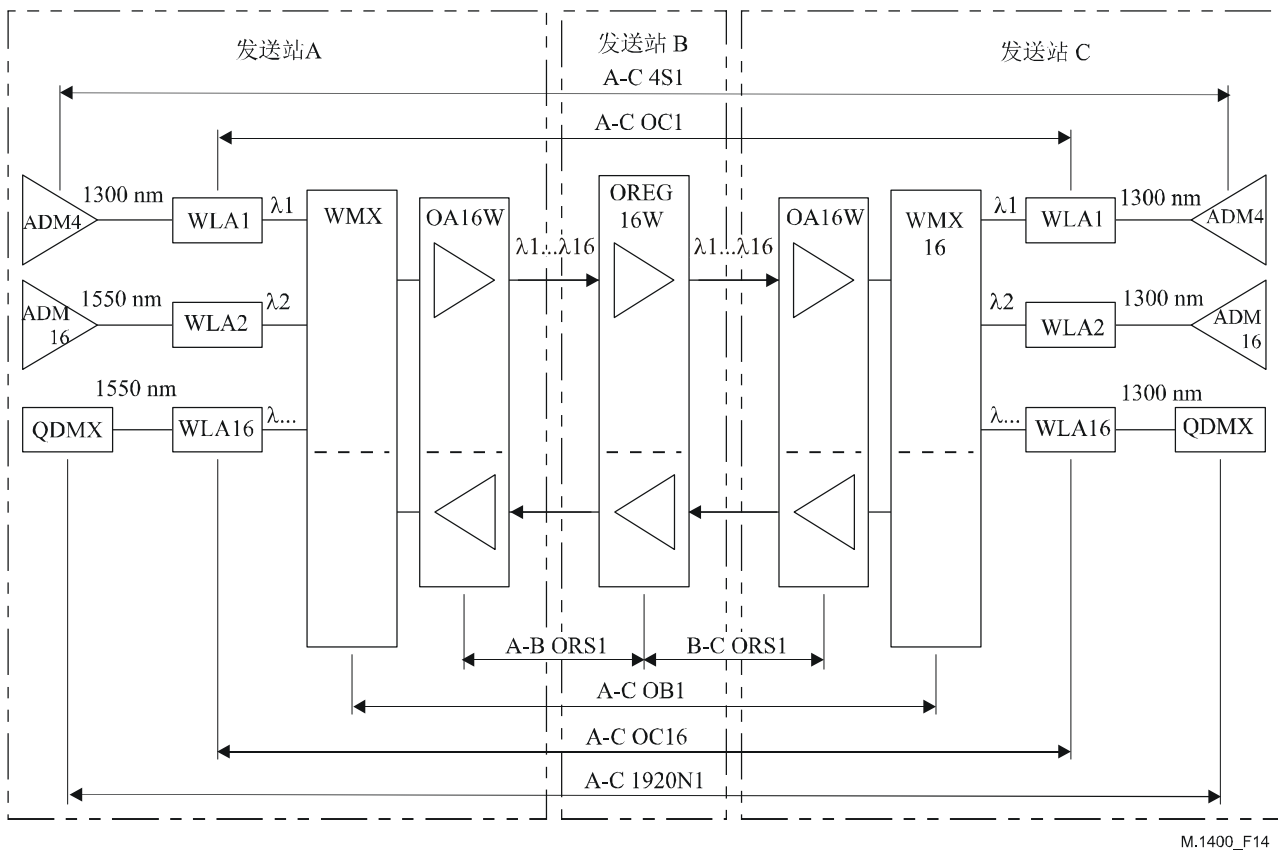 发送站A
发送站 B
发送站 C
A-C 4S1
A-C OC1
ADM4
1300 nm
WLA1
λ1
WMX
OA16W
λ1...λ16
OREG
16W
λ1...λ16
OA16W
WMX
16
λ1
WLA1
1300 nm
ADM4
ADM
16
1550 nm
WLA2
λ2
λ2
WLA2
1300 nm
ADM
16
QDMX
1550 nm
WLA16
λ...
λ...
WLA16
1300 nm
QDMX
A-B ORS1
B-C ORS1
A-C OB1
A-C OC16
A-C 1920N1
M.1400_F14